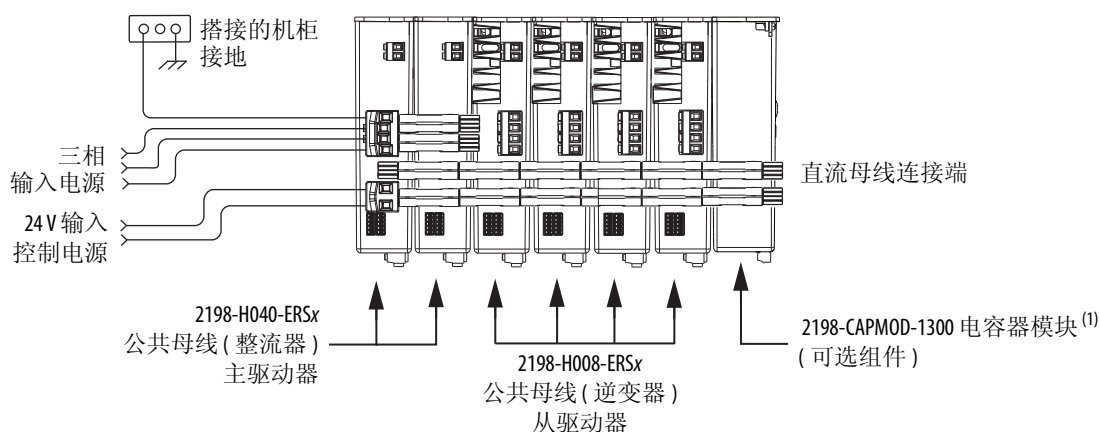 搭接的机柜
接地
三相
输入电源
24 V 输入
控制电源
直流母线连接端
2198-H040-ERSx
公共母线 ( 整流器 )
主驱动器
2198-H008-ERSx
公共母线 ( 逆变器 )
从驱动器
2198-CAPMOD-1300 电容器模块 (1)
( 可选组件 )